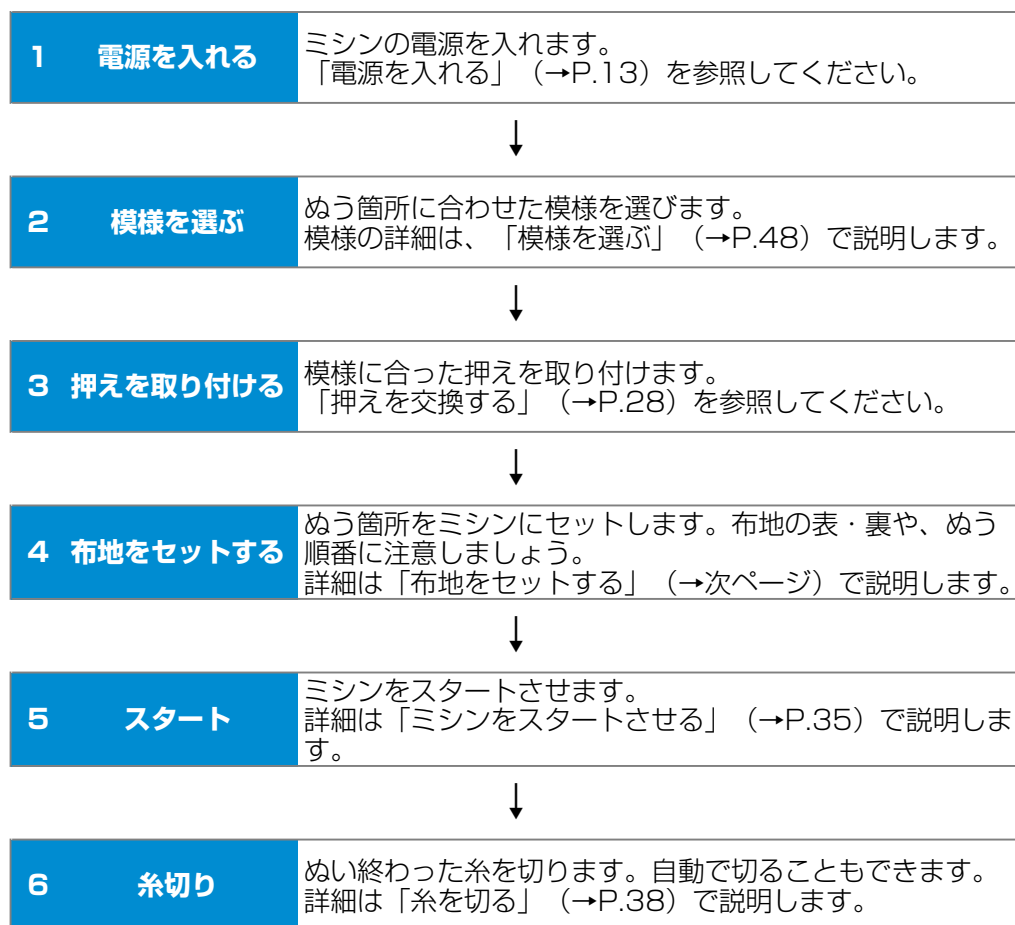 1 電源を入れる
ミシンの電源を入れます。
「電源を入れる」（→P.13）を参照してください。
↓
2 模様を選ぶ
ぬう箇所に合わせた模様を選びます。
模様の詳細は、「模様を選ぶ」（→P.48）で説明します。
↓
3 押えを取り付ける
模様に合った押えを取り付けます。
「押えを交換する」（→P.28）を参照してください。
↓
4 布地をセットする
ぬう箇所をミシンにセットします。布地の表・裏や、ぬう
順番に注意しましょう。
詳細は「布地をセットする」（→次ページ）で説明します。
↓
5 スタート
ミシンをスタートさせます。
詳細は「ミシンをスタートさせる」（→P.35）で説明しま
す。
↓
6 糸切り
ぬい終わった糸を切ります。自動で切ることもできます。
詳細は「糸を切る」（→P.38）で説明します。